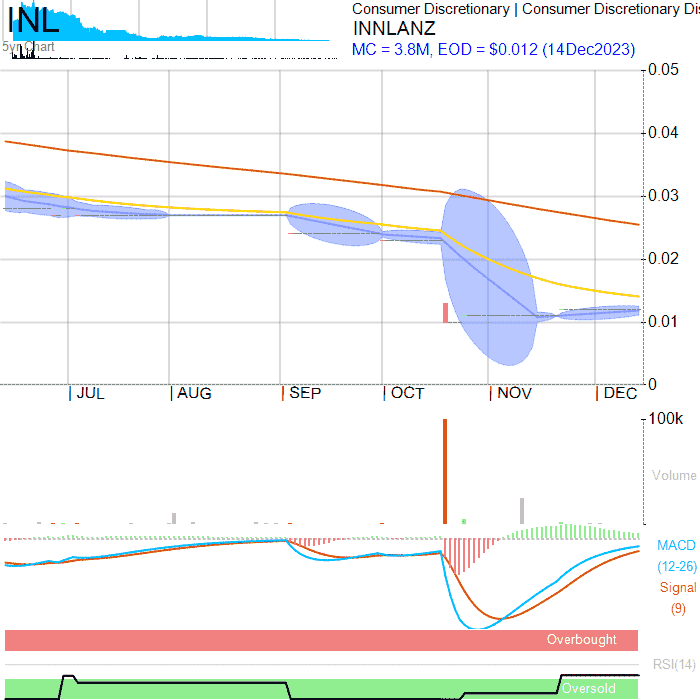 INL
5yr Chart
Consumer Discretionary | Consumer Discretionary Dis
INNLANZ
MC = 3.8M, EOD = $0.012 (14Dec2023)
0.05
0.04
0.03
0.02
0.01
0
JUL AUG SEP OCT NOV DEC
100k
Volume
MACD
(12-26)
Signal
(9)
Overbought
RSI(14)
Oversold